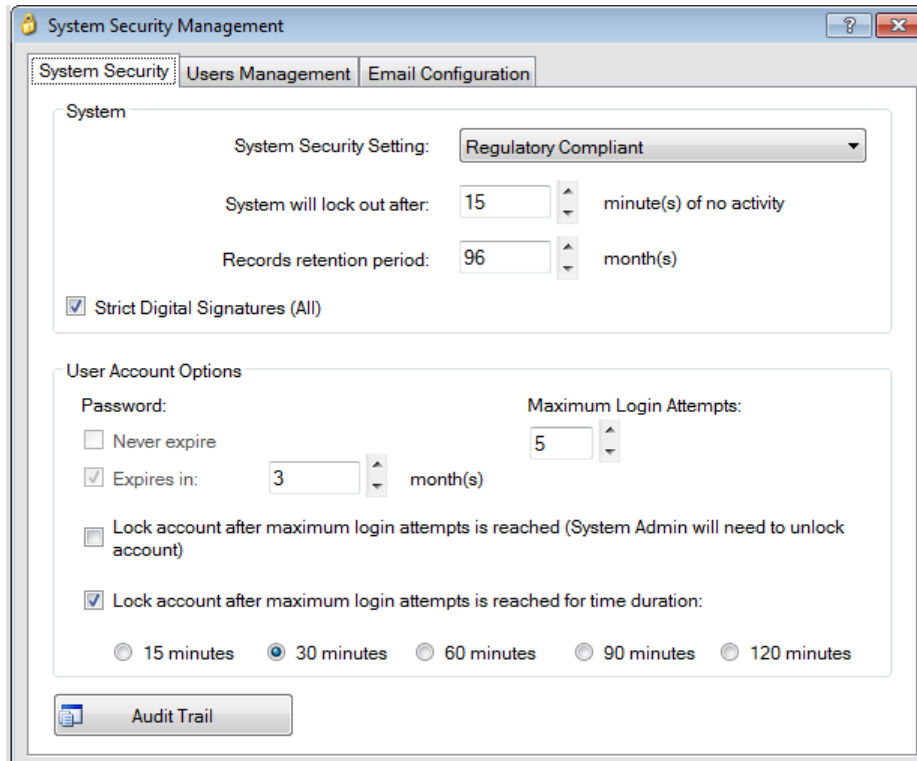 System Security Management
System Security Users Management Email Configuration
System
System Security Setting: Regulatory Compliant
System will lock out after: 15 minute(s) of no activity
Records retention period: 96 month(s)
Strict Digital Signatures (All)
User Account Options
Password: Maximum Login Attempts:
Never expire 5
Expires in: 3 month(s)
Lock account after maximum login attempts is reached (System Admin will need to unlock
account)
Lock account after maximum login attempts is reached for time duration:
15 minutes 30 minutes 60 minutes 90 minutes 120 minutes
Audit Trail